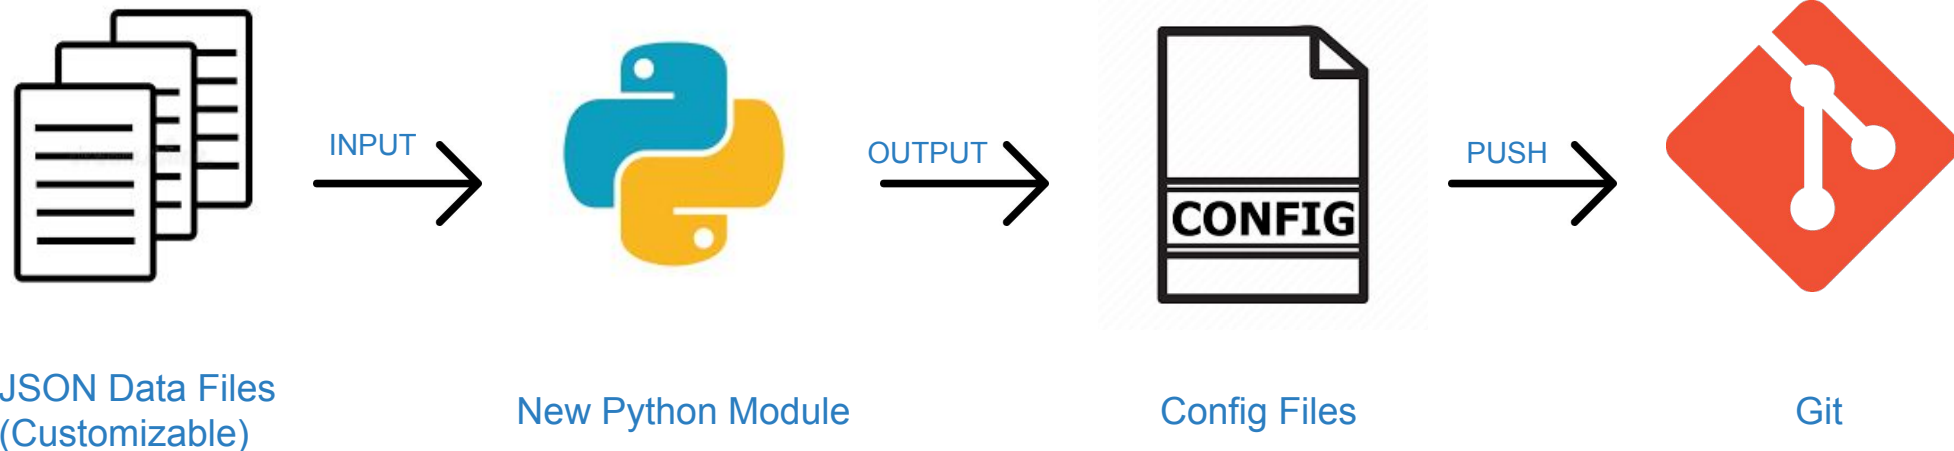 INPUT
OUTPUT
PUSH
CONFIG
JSON Data Files
(Customizable)
New Python Module
Config Files
Git